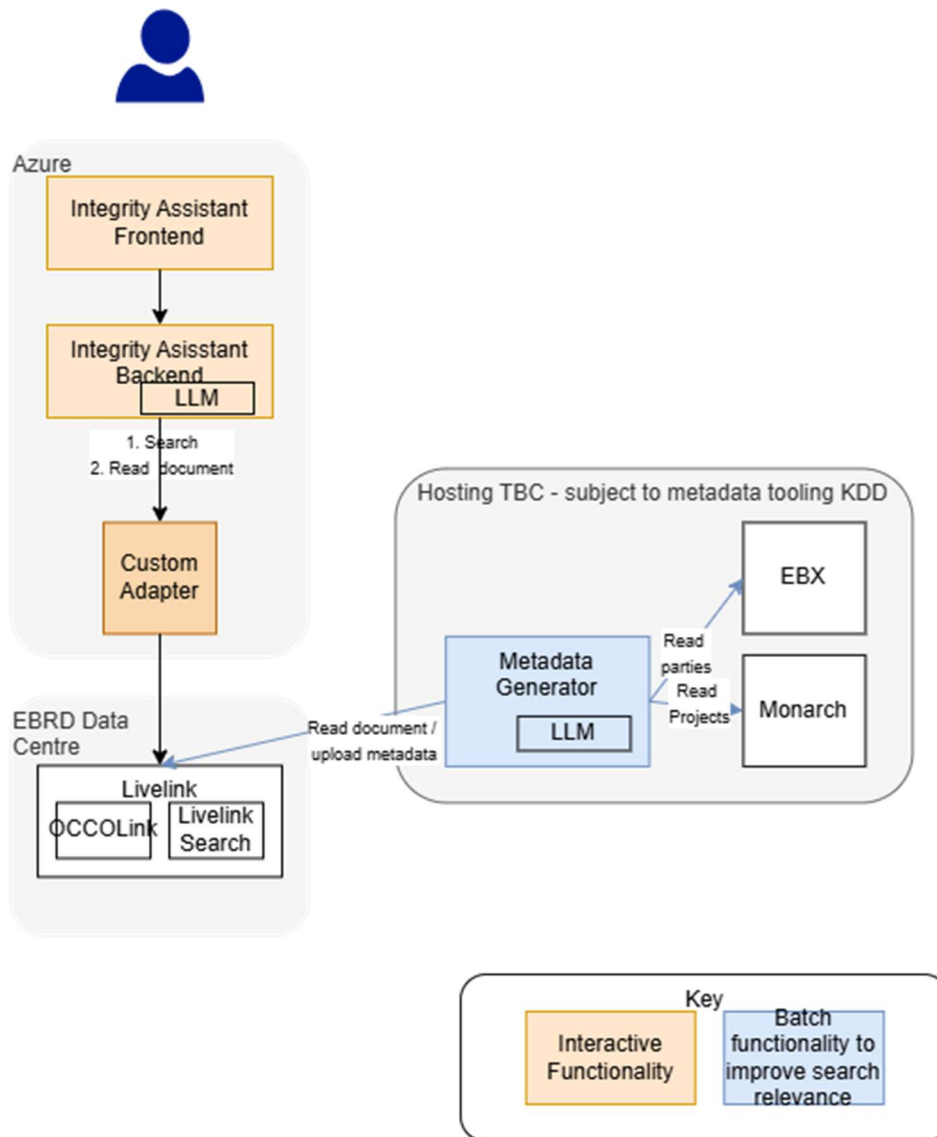 Azure
Integrity Assistant
Frontend
Integrity Asisstant
Backend
LLM
1. Search
2. Read document
Custom
Adapter
Hosting TBC - subject to metadata tooling KDD
EBX
Read
parties
Metadata
Generator
LLM
Read
Projects
Monarch
EBRD Data
Centre
Read document /
upload metadata
Livelink
OCCOLink
Livelink
Search
Key
Interactive
Functionality
Batch
functionality to
improve search
relevance